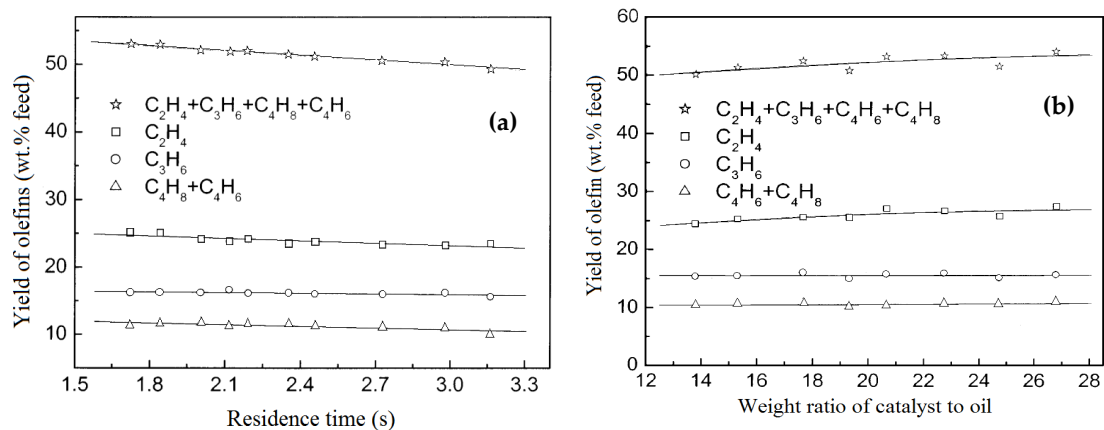 Yield of olefins (wt.% feed)
50
40
30
20
10
☆ C₂H₄+C₃H₆+C₄H₈+C₄H₆
□ C₂H₄
○ C₃H₆
△ C₄H₈+C₄H₆
(a)
1.5 1.8 2.1 2.4 2.7 3.0 3.3
Residence time (s)
Yield of olefin (wt.% feed)
60
50
40
30
20
10
0
(b)
☆ C₂H₄+C₃H₆+C₄H₆+C₄H₈
□ C₂H₄
○ C₃H₆
△ C₄H₆+C₄H₈
12 14 16 18 20 22 24 26 28
Weight ratio of catalyst to oil